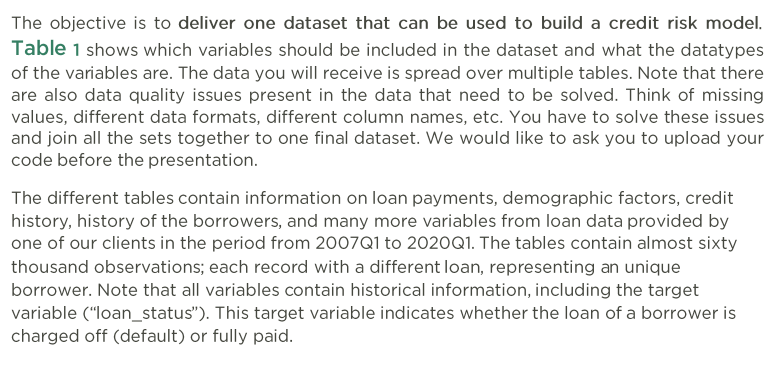 The objective is to deliver one dataset that can be used to build a credit risk model.
Table 1 shows which variables should be included in the dataset and what the datatypes
of the variables are. The data you will receive is spread over multiple tables. Note that there
are also data quality issues present in the data that need to be solved. Think of missing
values, different data formats, different column names, etc. You have to solve these issues
and join all the sets together to one final dataset. We would like to ask you to upload your
code before the presentation.
The different tables contain information on loan payments, demographic factors, credit
history, history of the borrowers, and many more variables from loan data provided by
one of our clients in the period from 2007Q1 to 2020Q1. The tables contain almost sixty
thousand observations; each record with a different loan, representing an unique
borrower. Note that all variables contain historical information, including the target
variable (“loan_status”). This target variable indicates whether the loan of a borrower is
charged off (default) or fully paid.